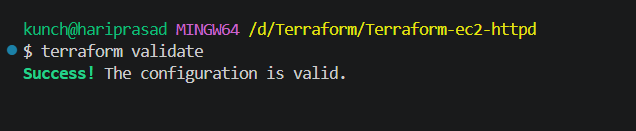 kunch@hariprasad MINGW64 /d/Terraform/Terraform-ec2-httpd
$ terraform validate
Success! The configuration is valid.